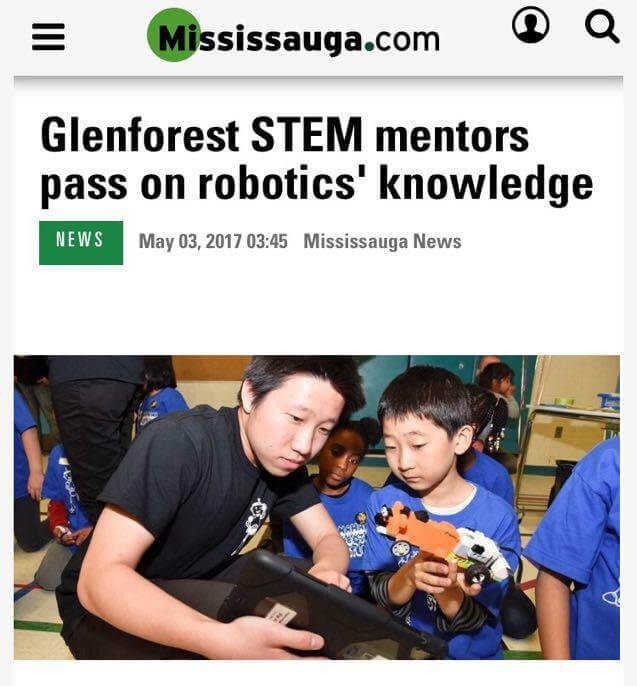 Mississauga.com
Glenforest STEM mentors
pass on robotics' knowledge
NEWS May 03, 2017 03:45 Mississauga News